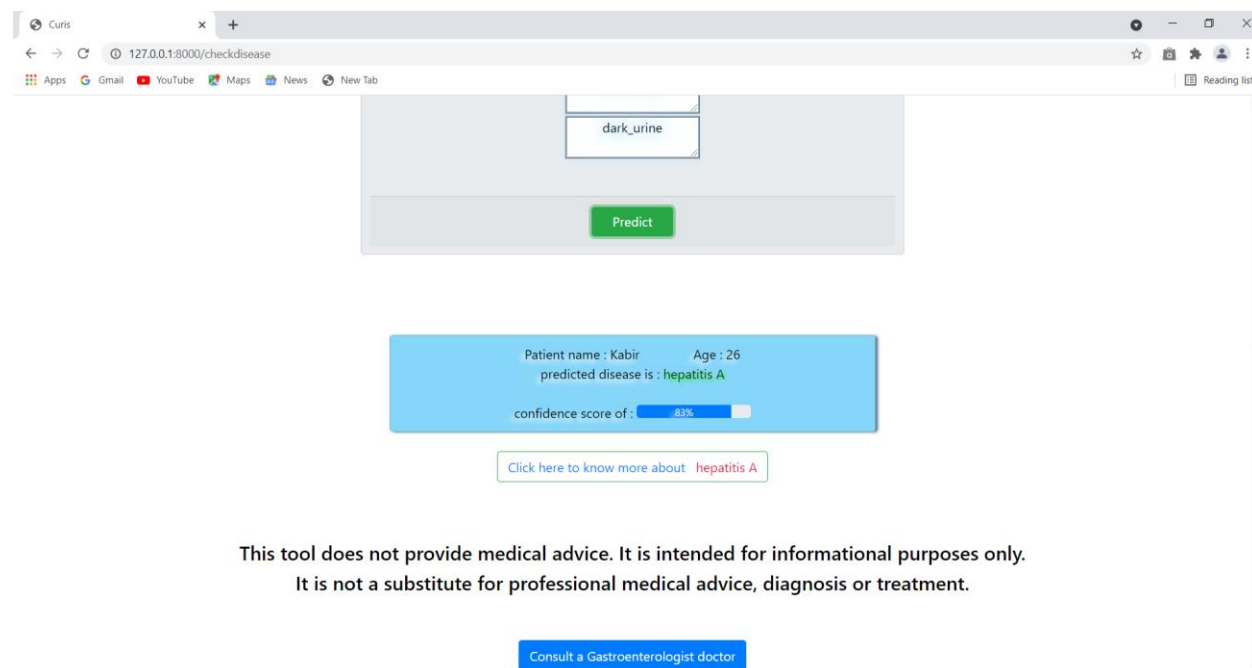 Curis
127.0.0.1:8000/checkdisease
Apps Gmail YouTube Maps News New Tab Reading list
dark_urine
Predict
Patient name : Kabir Age : 26
predicted disease is : hepatitis A
confidence score of : 83%
Click here to know more about hepatitis A
This tool does not provide medical advice. It is intended for informational purposes only.
It is not a substitute for professional medical advice, diagnosis or treatment.
Consult a Gastroenterologist doctor